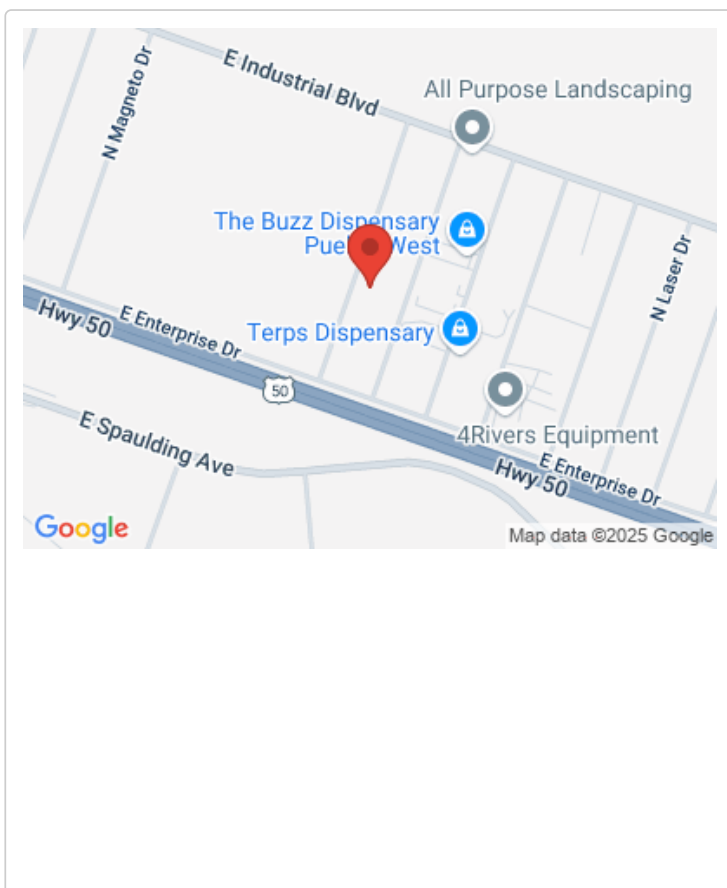 E Industrial Blvd
All Purpose Landscaping
N Magneto Dr
The Buzz Dispensary
West
N Laser Dr
Hwy 50
E Enterprise Dr
Terps Dispensary
50
E Spaulding Ave
4Rivers Equipment
E Enterprise Dr
Hwy 50
Google
Map data ©2025 Google